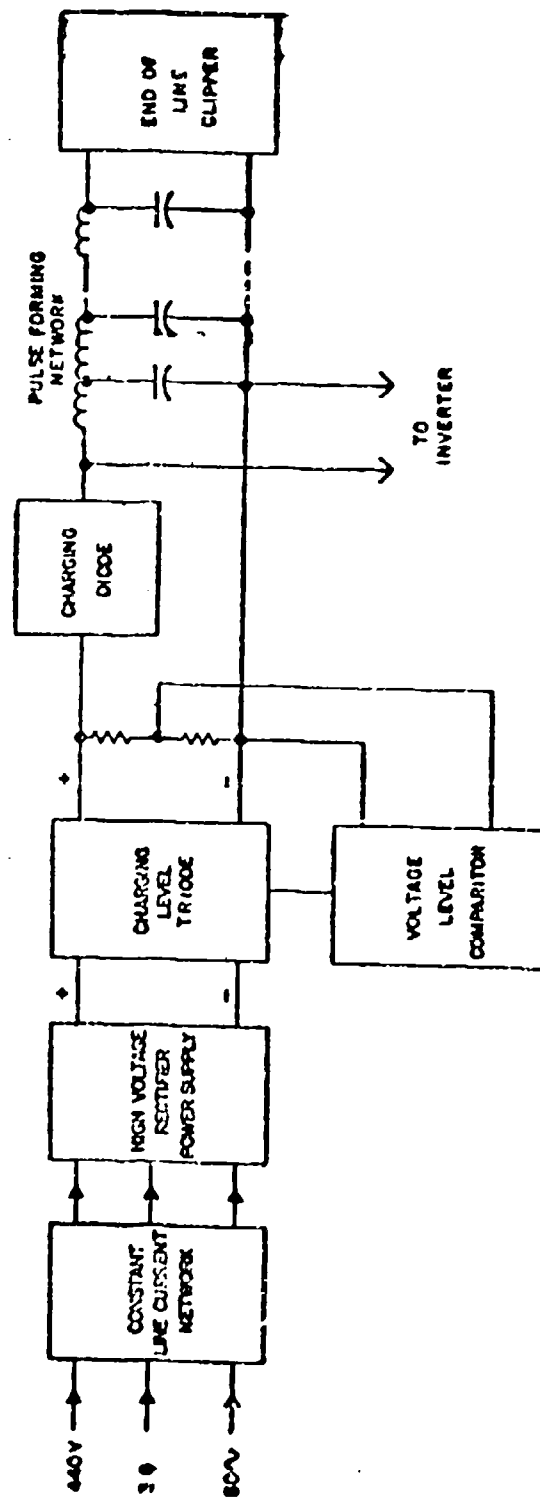 440V
3 θ
60~
CONSTANT
LINE CURRENT
NETWORK
HIGH VOLTAGE
RECTIFIER
POWER SUPPLY
+
-
CHARGING
LEVEL
TRIODE
+
-
VOLTAGE
LEVEL
COMPARITOR
CHARGING
DIODE
TO
INVERTER
PULSE FORMING
NETWORK
END OF
LINE
CLIPPER